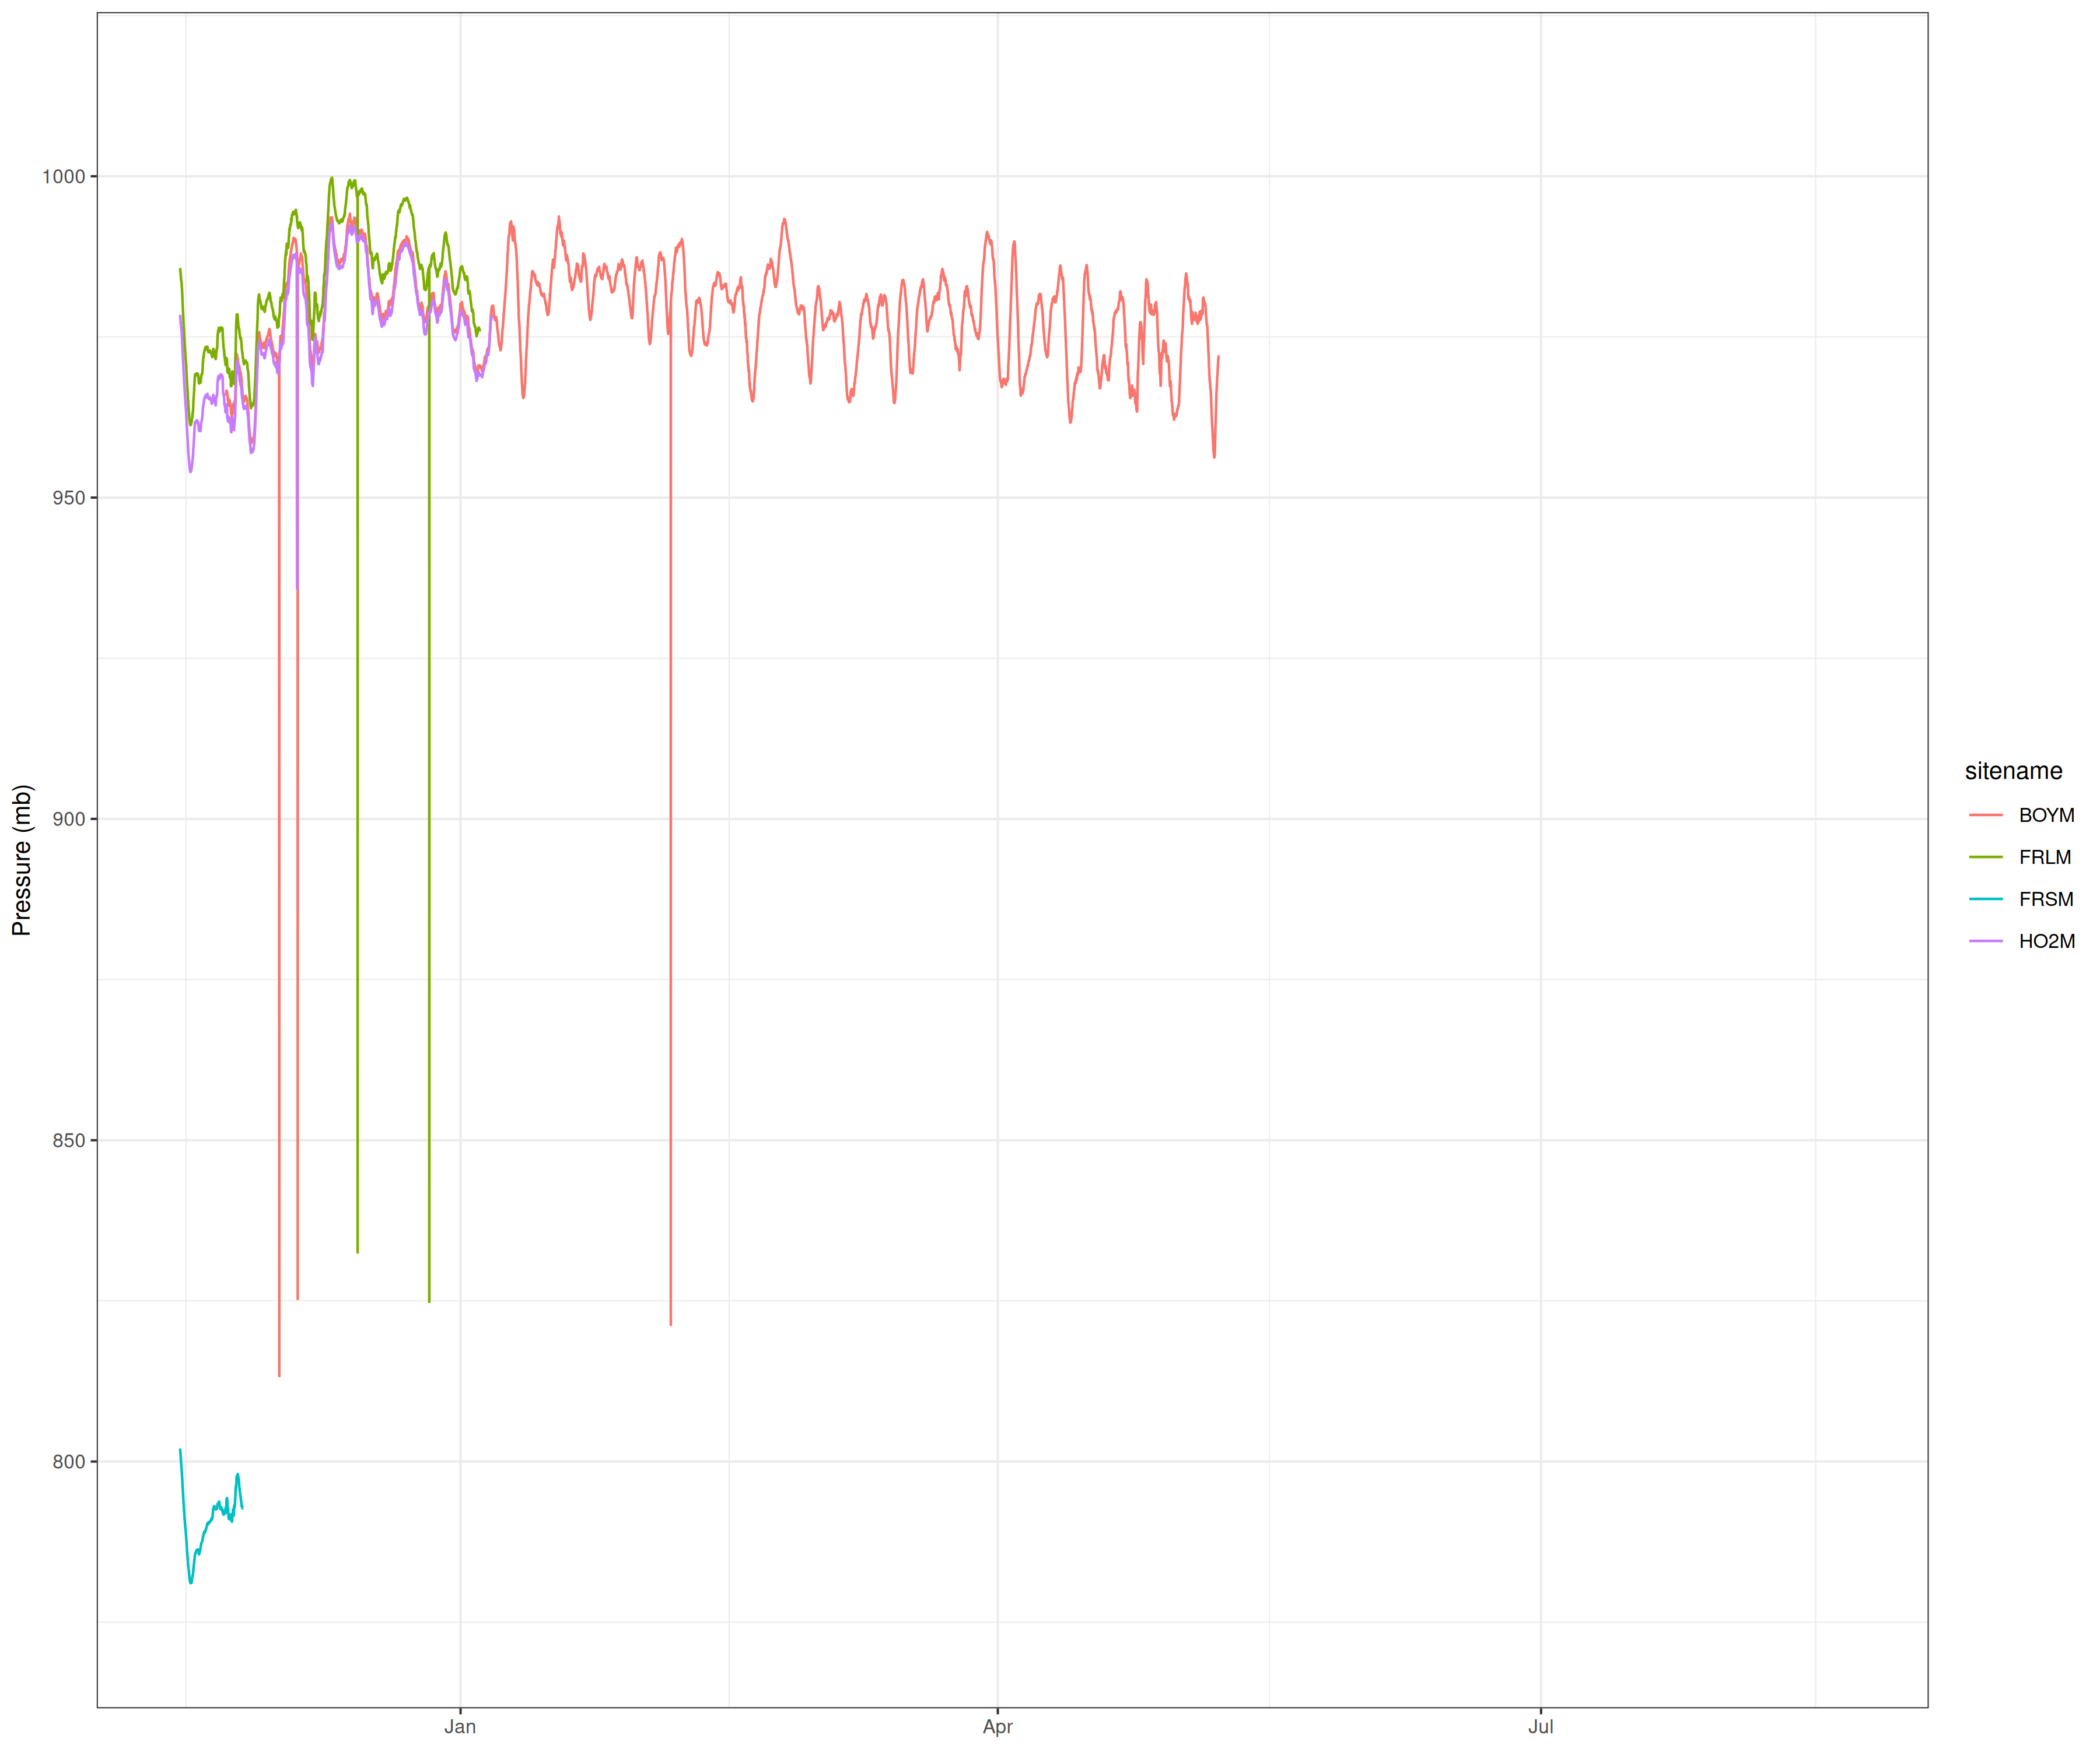 1000
950
900
850
800
Pressure (mb)
Jan
Apr
Jul
sitename
BOYM
FRLM
FRSM
HO2M